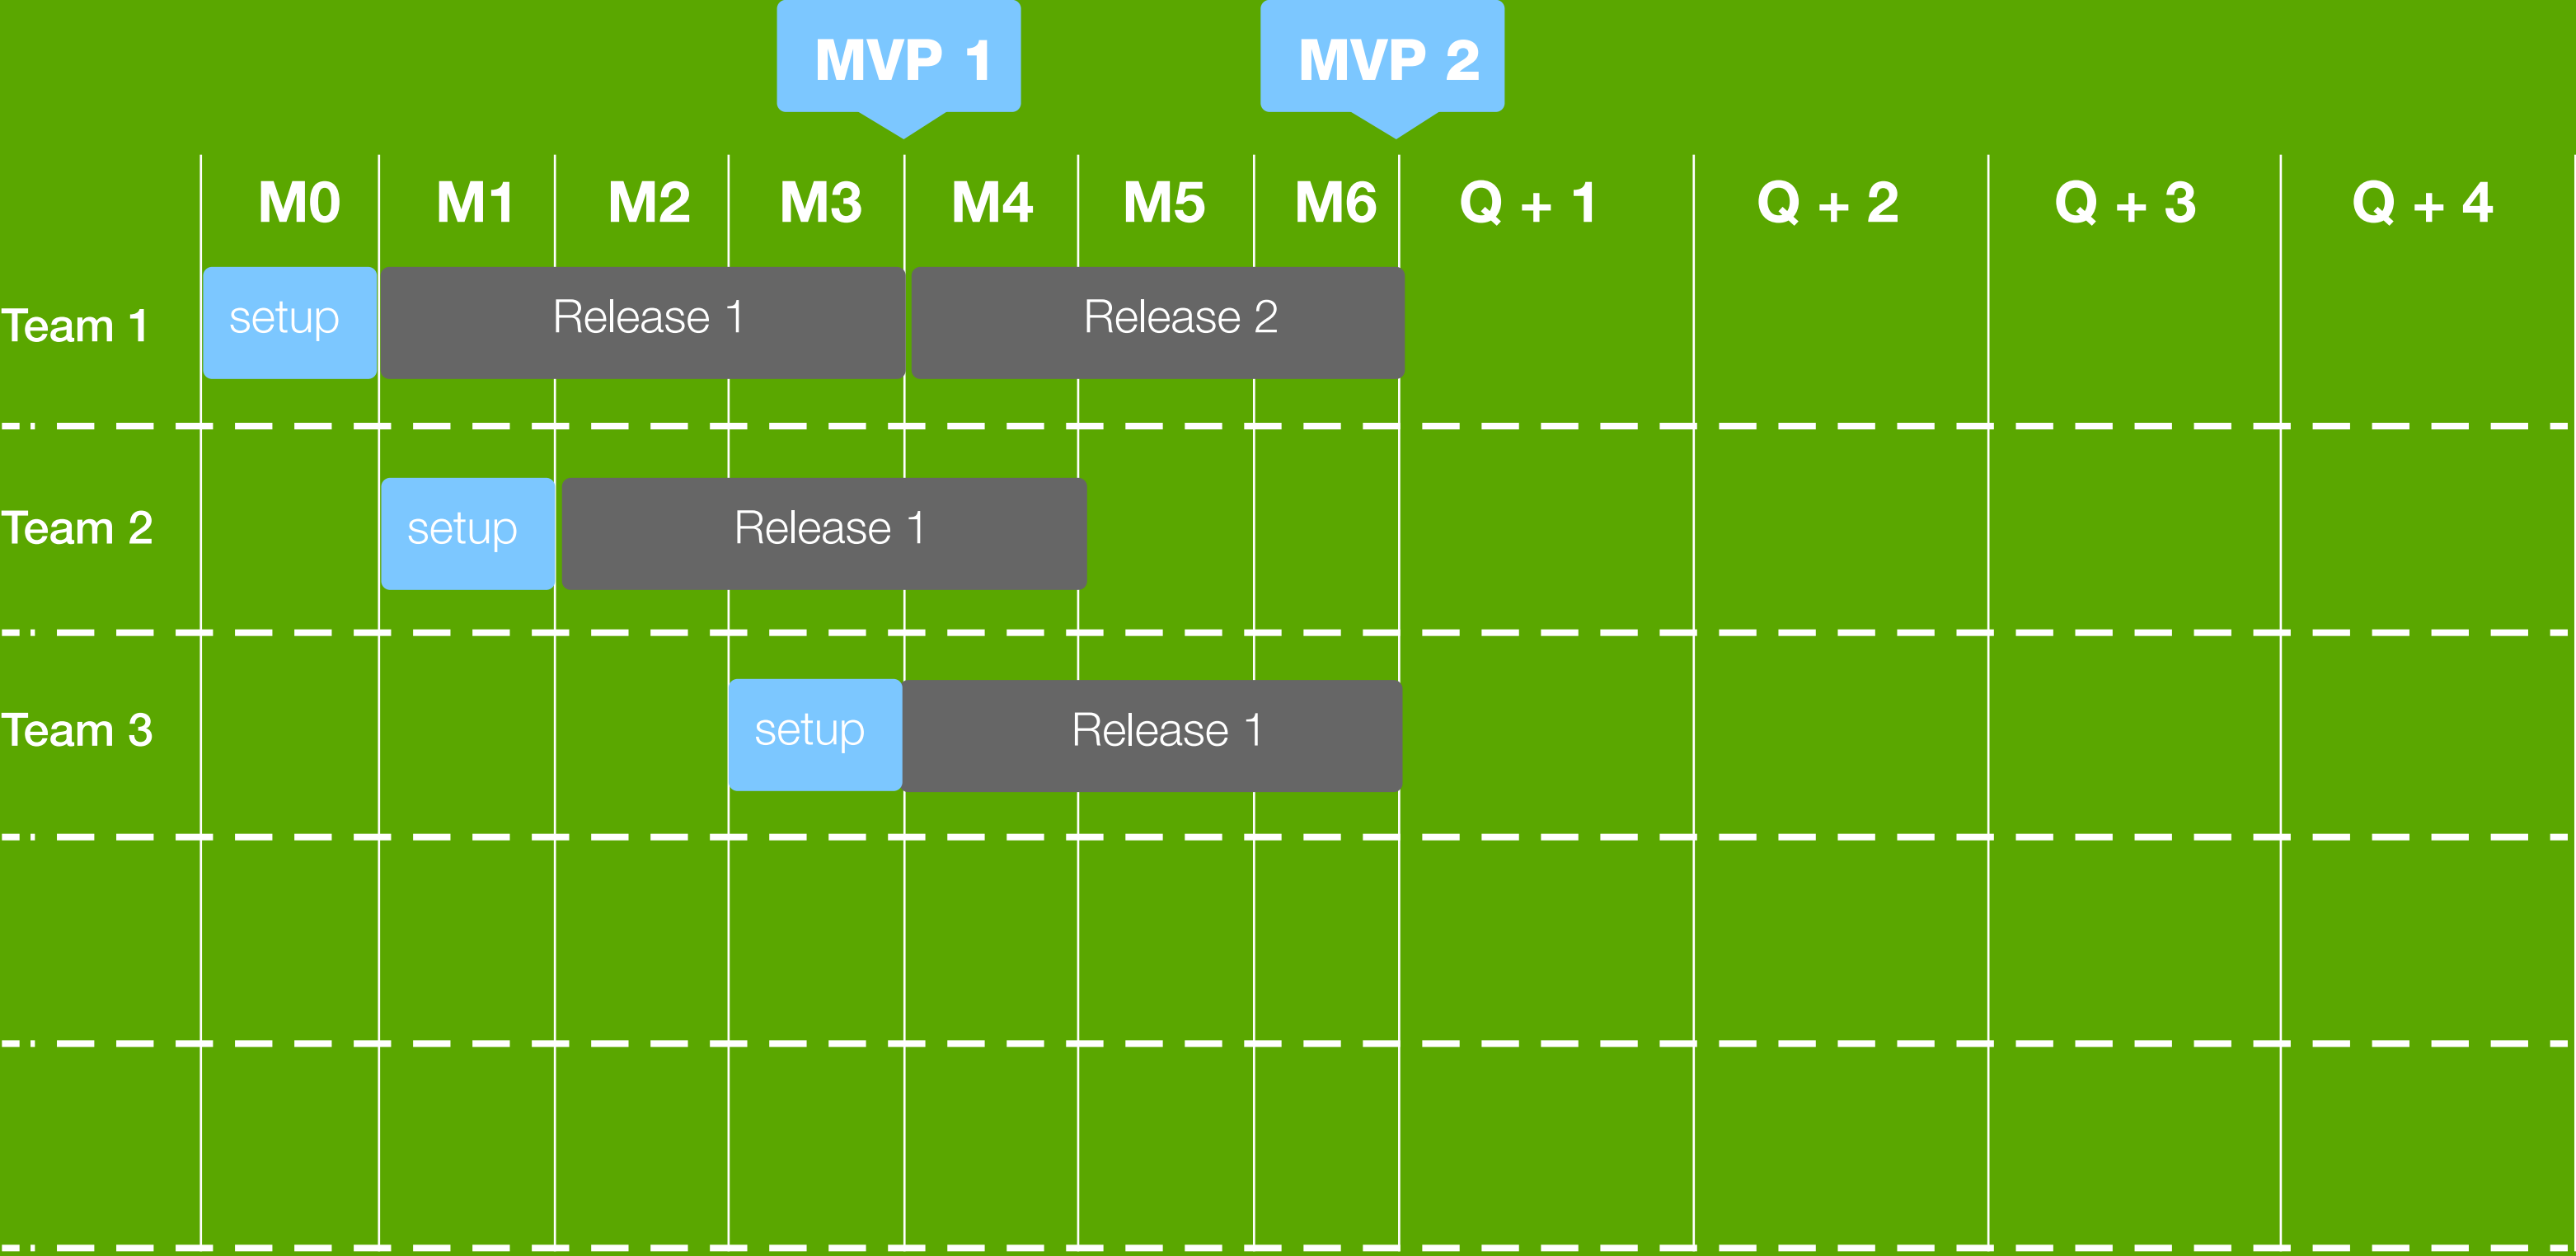 MVP 1 MVP 2
M0 M1 M2 M3 M4 M5 M6 Q + 1 Q + 2 Q + 3 Q + 4
Team 1 setup Release 1 Release 2
Team 2 setup Release 1
Team 3 setup Release 1